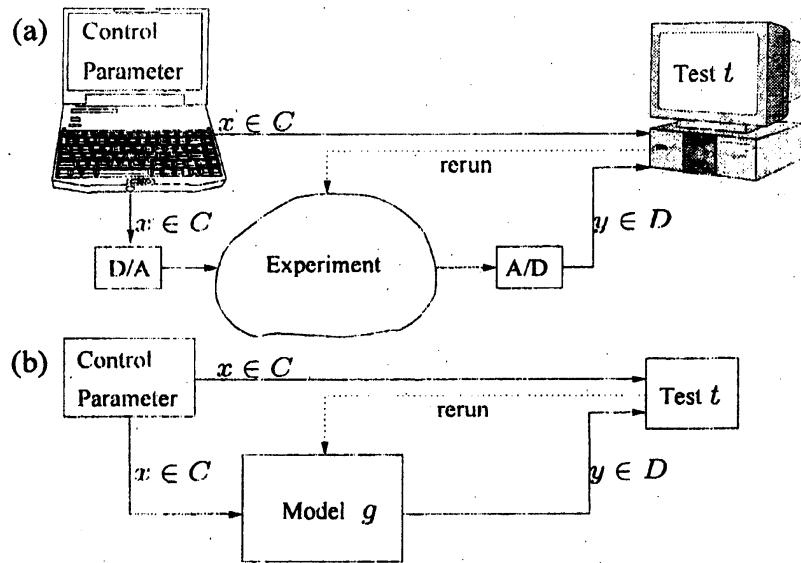 (a)
Control
Parameter
Test t
x ∈ C
rerun
x ∈ C
y ∈ D
D/A
Experiment
A/D
(b)
Control
Parameter
x ∈ C
Test t
rerun
x ∈ C
y ∈ D
Model g